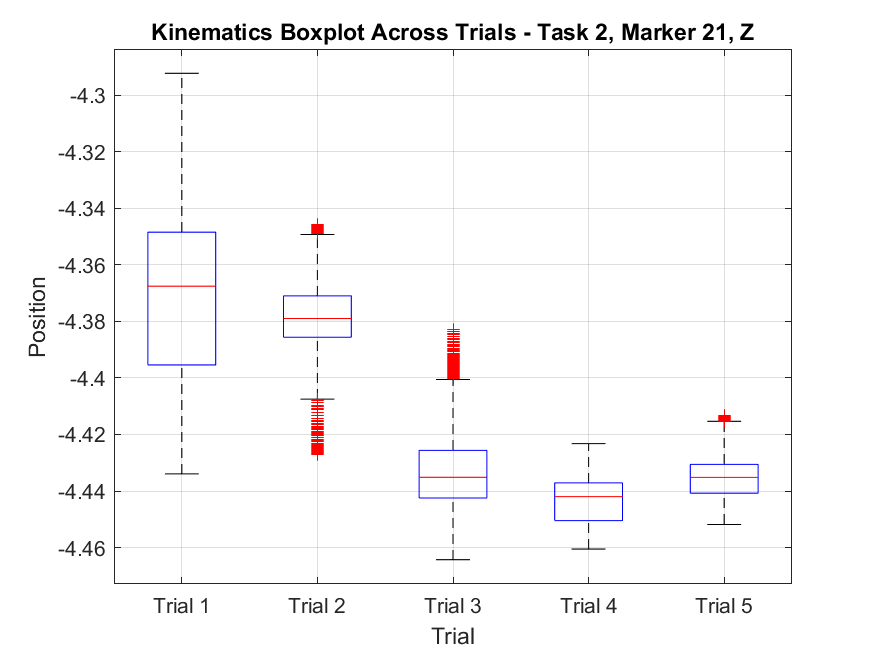 Kinematics Boxplot Across Trials - Task 2, Marker 21, Z
Position
-4.3
-4.32
-4.34
-4.36
-4.38
-4.4
-4.42
-4.44
-4.46
Trial 1 Trial 2 Trial 3 Trial 4 Trial 5
Trial